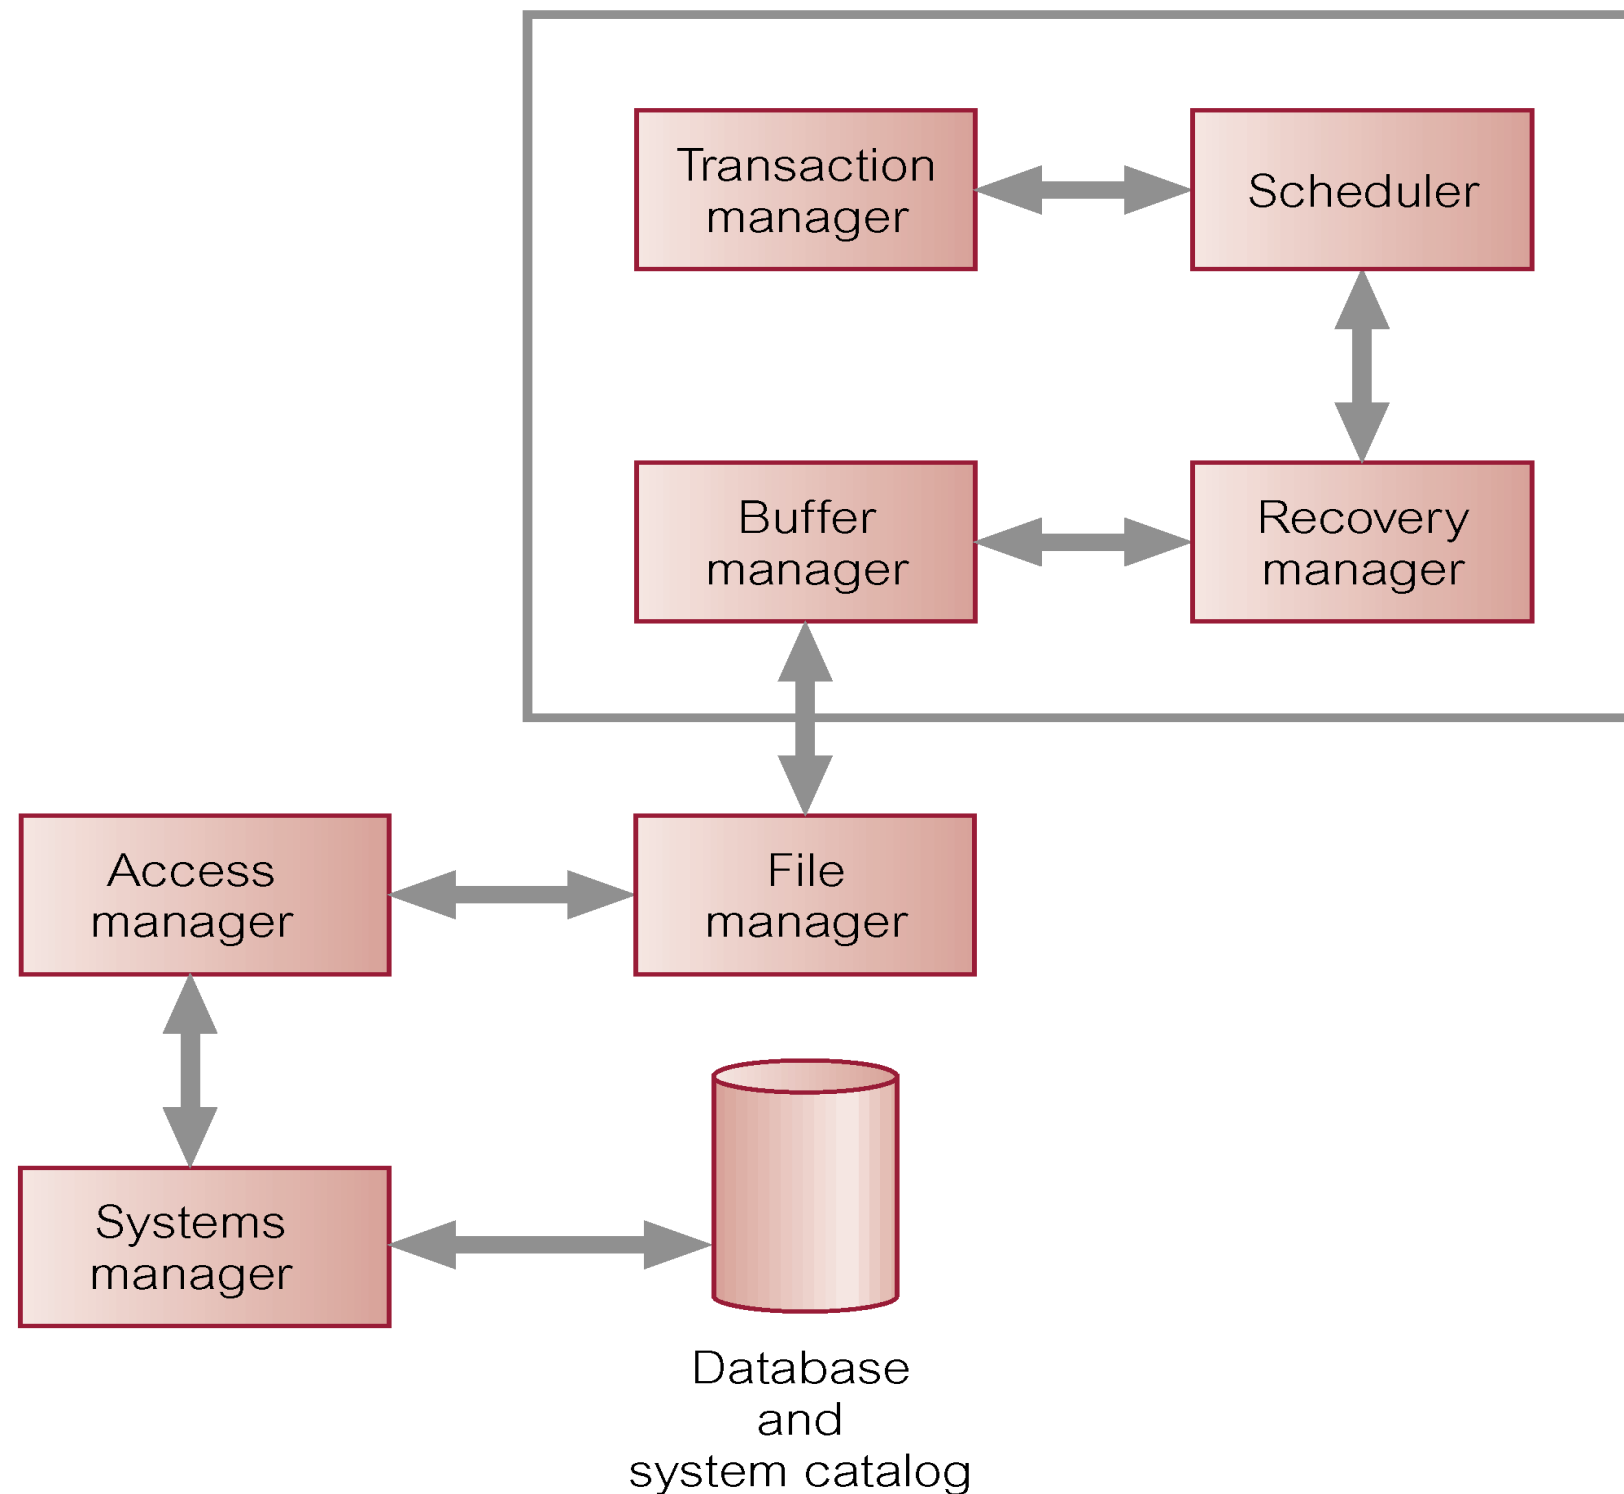 Transaction
manager
Scheduler
Buffer
manager
Recovery
manager
Access
manager
File
manager
Systems
manager
Database
and
system catalog